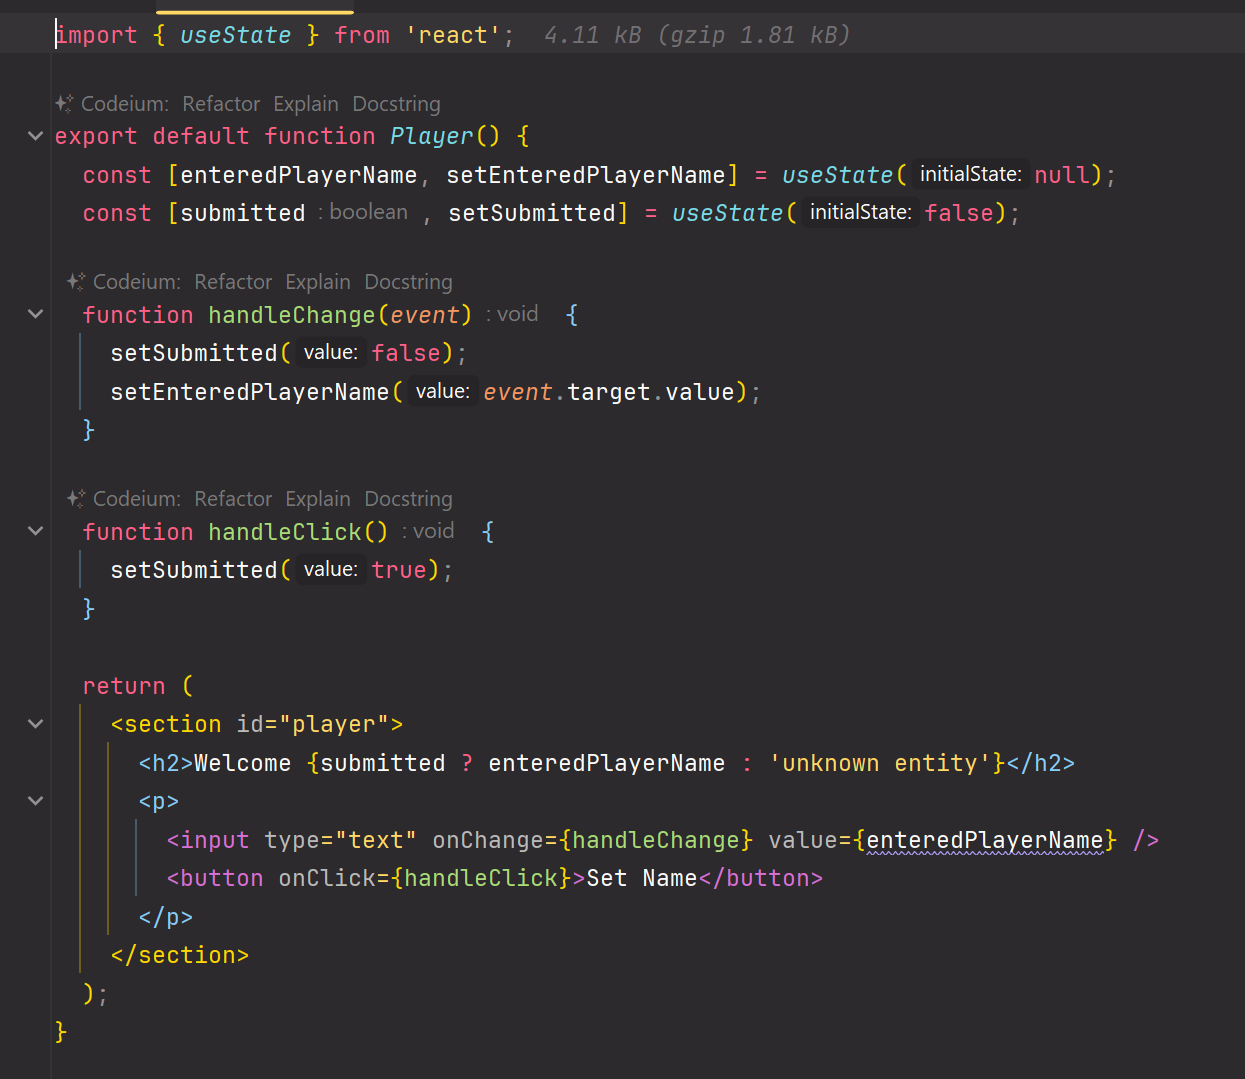 import { useState } from 'react'; 4.11 kB (gzip 1.81 kB)
Codeium: Refactor Explain Docstring
export default function Player() {
const [enteredPlayerName, setEnteredPlayerName] = useState( initialState: null);
const [submitted : boolean , setSubmitted] = useState( initialState: false);
Codeium: Refactor Explain Docstring
function handleChange(event) : void {
setSubmitted( value: false);
setEnteredPlayerName( value: event.target.value);
}
Codeium: Refactor Explain Docstring
function handleClick() : void {
setSubmitted( value: true);
}
return (
<section id="player">
<h2>Welcome {submitted ? enteredPlayerName : 'unknown entity'}</h2>
<p>
<input type="text" onChange={handleChange} value={enteredPlayerName} />
<button onClick={handleClick}>Set Name</button>
</p>
</section>
);
}